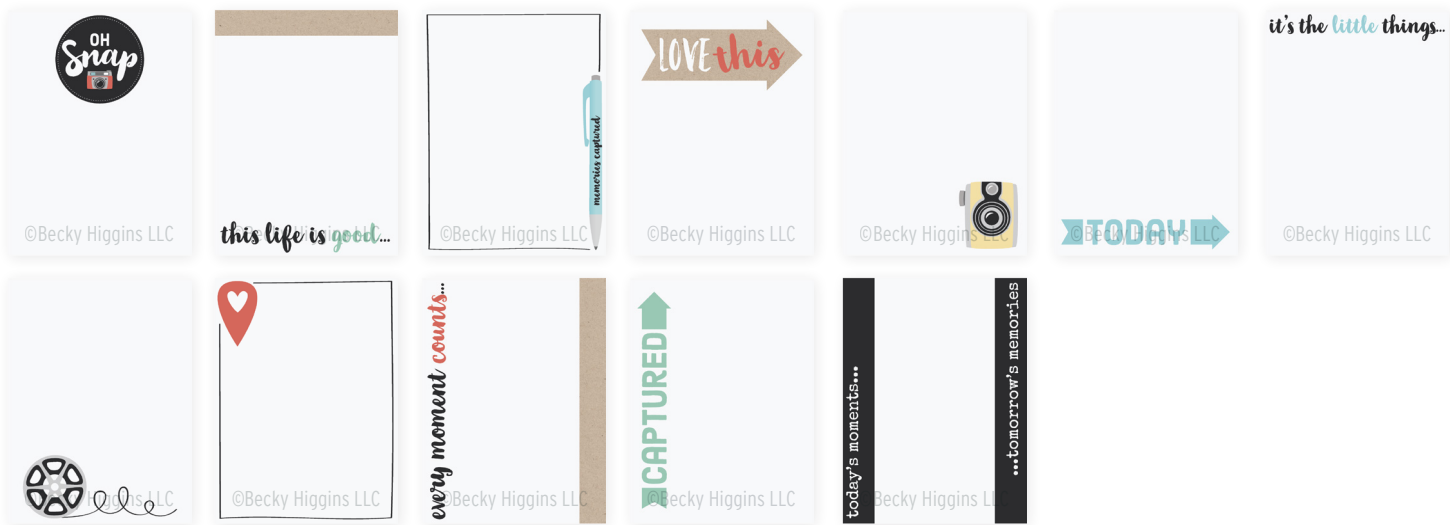 OH
Snap
©Becky Higgins LLC
this life is good...
©Becky Higgins LLC
memories captured
©Becky Higgins LLC
LOVE this
©Becky Higgins LLC
©Becky Higgins LLC
TODAY
©Becky Higgins LLC
it's the little things...
©Becky Higgins LLC
©Becky Higgins LLC
©Becky Higgins LLC
every moment counts...
©Becky Higgins LLC
CAPTURED
©Becky Higgins LLC
today's moments...
...tomorrow's memories
©Becky Higgins LLC